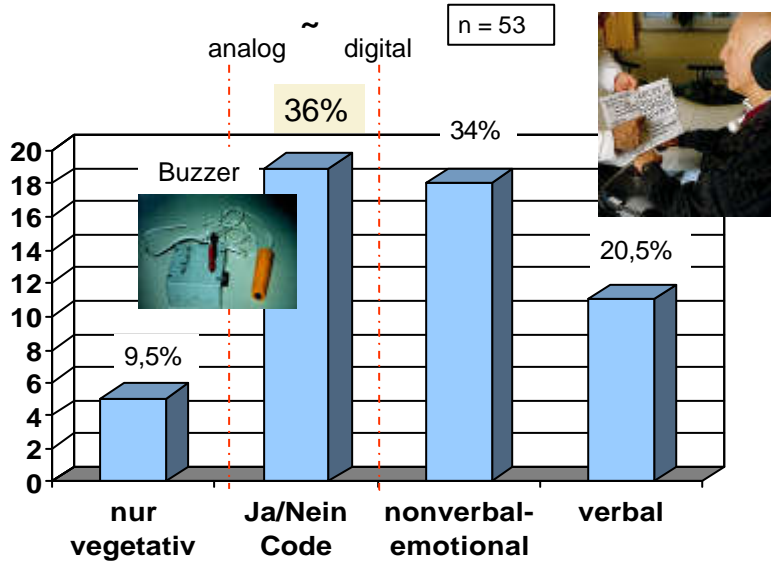 ~
analog digital
n = 53
36%
34%
20,5%
9,5%
Buzzer
20
18
16
14
12
10
8
6
4
2
0
nur
vegetativ
Ja/Nein
Code
nonverbal-
emotional
verbal